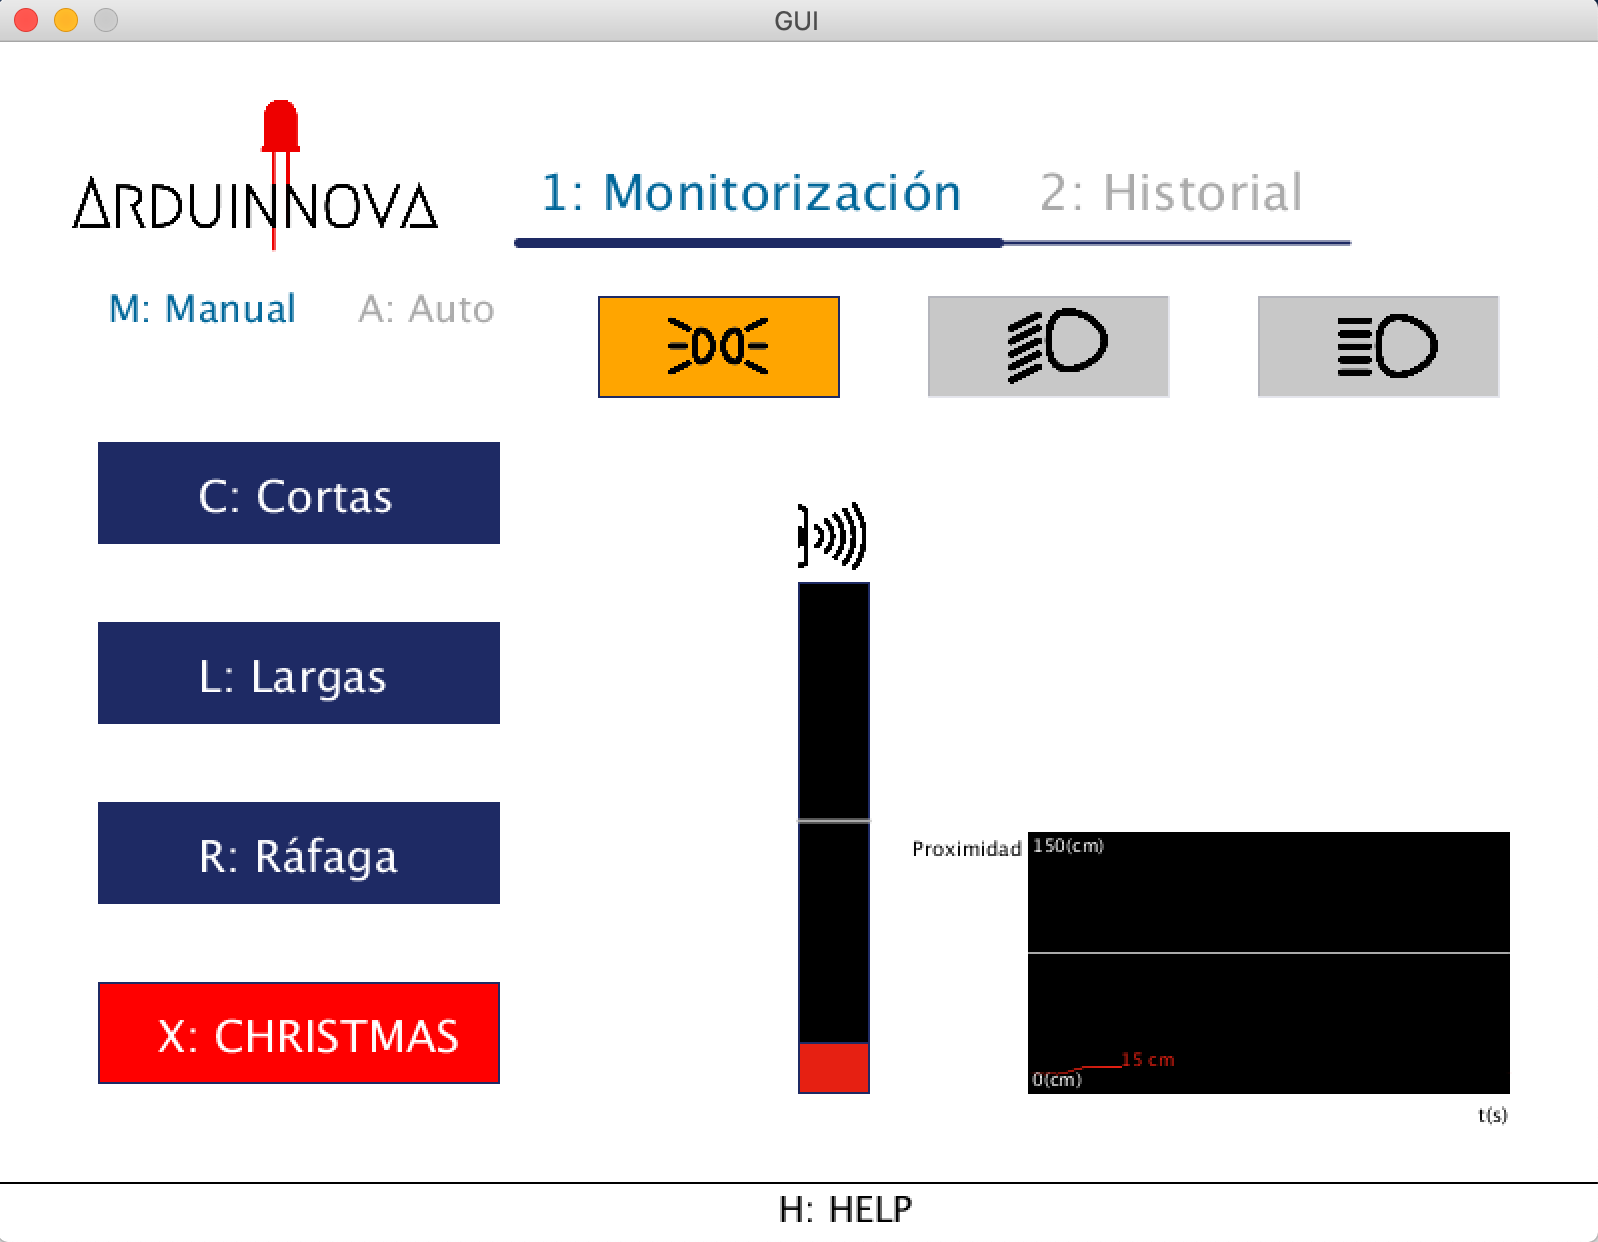 GUI
ARDUINNOVA
1: Monitorización
2: Historial
M: Manual
A: Auto
C: Cortas
L: Largas
R: Ráfaga
X: CHRISTMAS
Proximidad
150(cm)
15 cm
0(cm)
t(s)
H: HELP